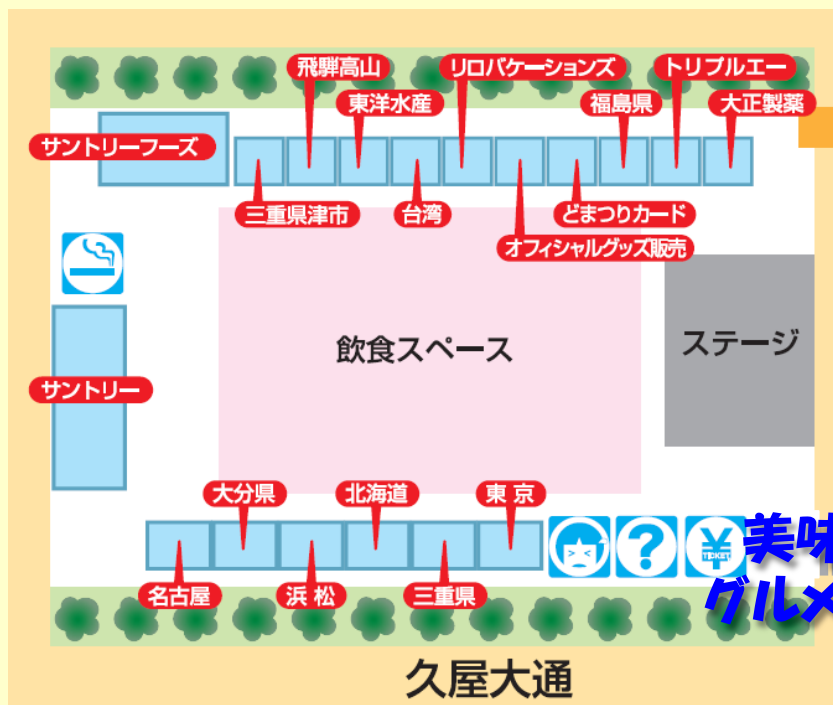 飛騨高山
リロバケーションズ
トリプルエー
東洋水産
福島県
大正製薬
サントリーフーズ
三重県津市
台湾
どまつりカード
オフィシャルグッズ販売
飲食スペース
ステージ
サントリー
大分県
北海道
東京
?
¥
TICKET
美味
グルメ
名古屋
浜松
三重県
久屋大通